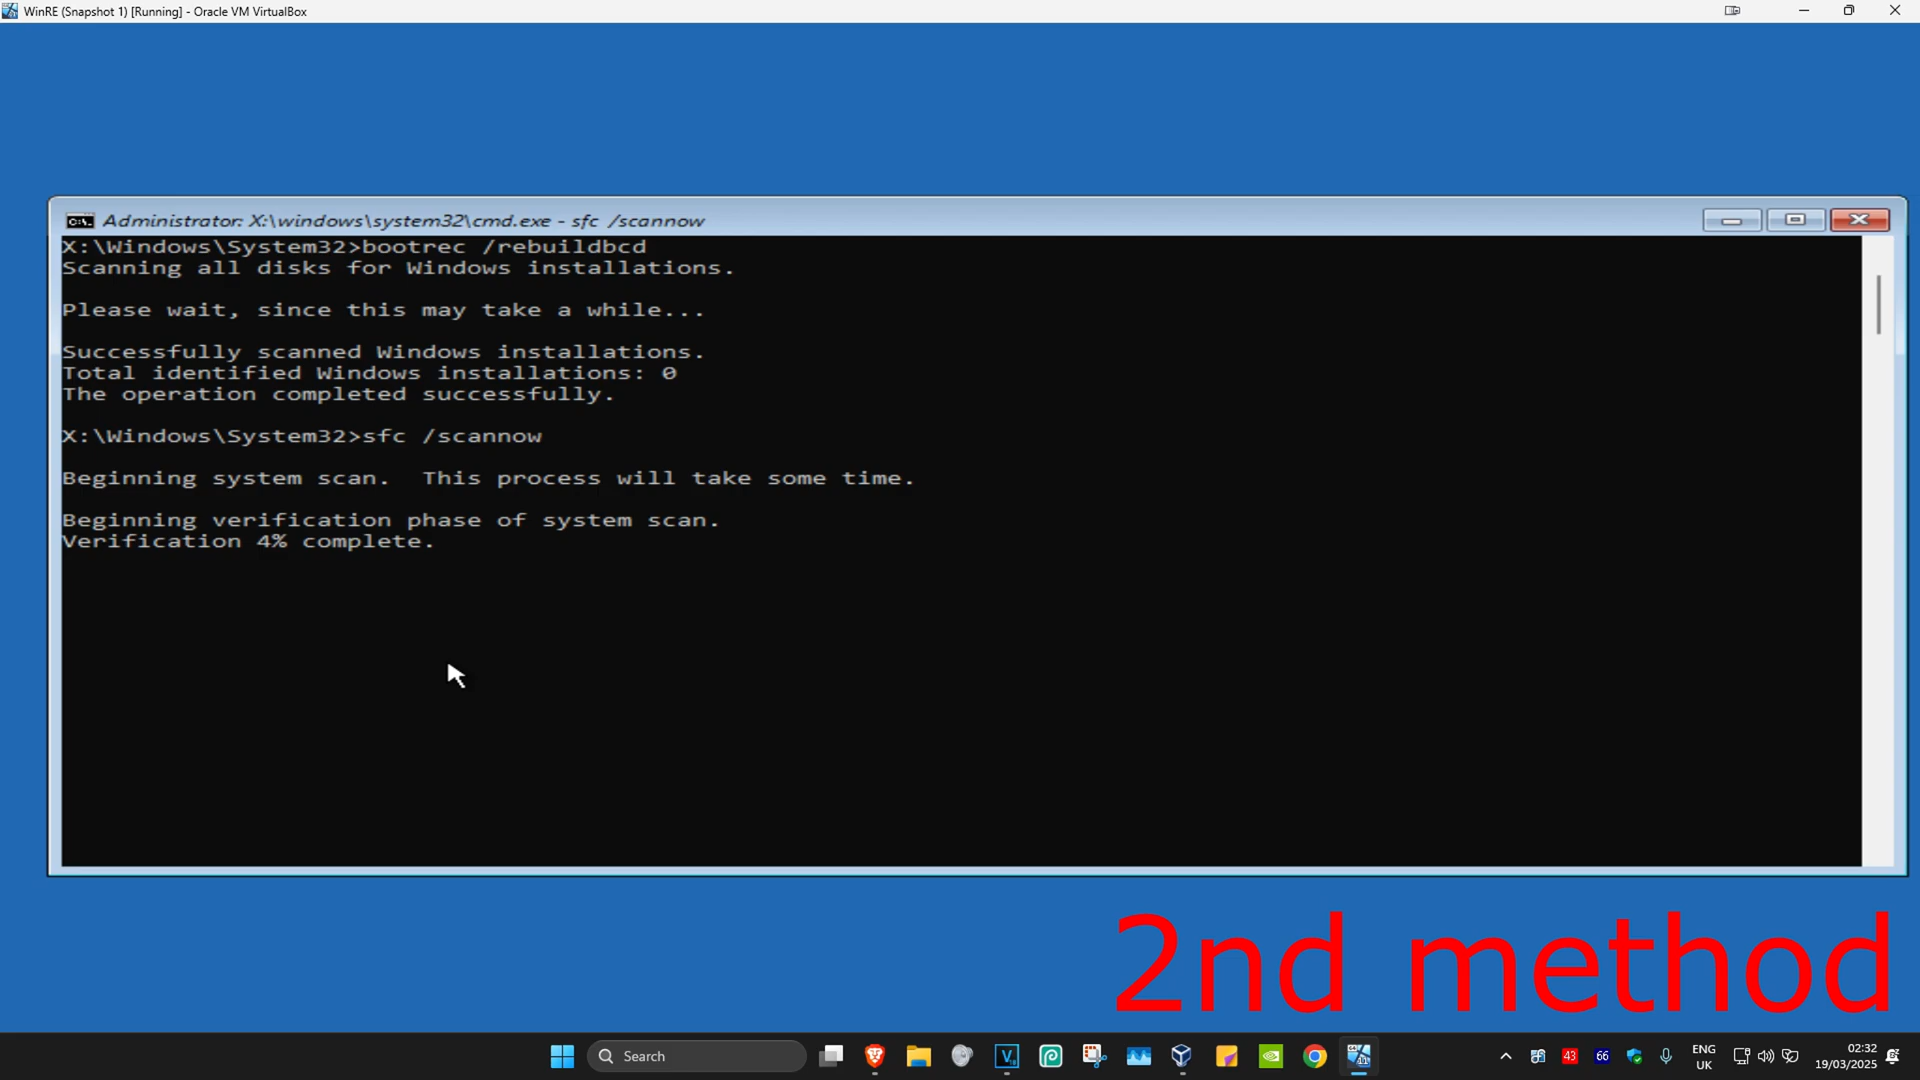 WinRE (Snapshot 1) [Running] - Oracle VM VirtualBox
Administrator: X:\windows\system32\cmd.exe - sfc /scannow
X:\Windows\System32>bootrec /rebuildbcd
Scanning all disks for Windows installations.
Please wait, since this may take a while...
Successfully scanned Windows installations.
Total identified Windows installations: 0
The operation completed successfully.
X:\Windows\System32>sfc /scannow
Beginning system scan.  This process will take some time.
Beginning verification phase of system scan.
Verification 4% complete.
2nd method
Search
43
66
ENG
UK
02:32
19/03/2025